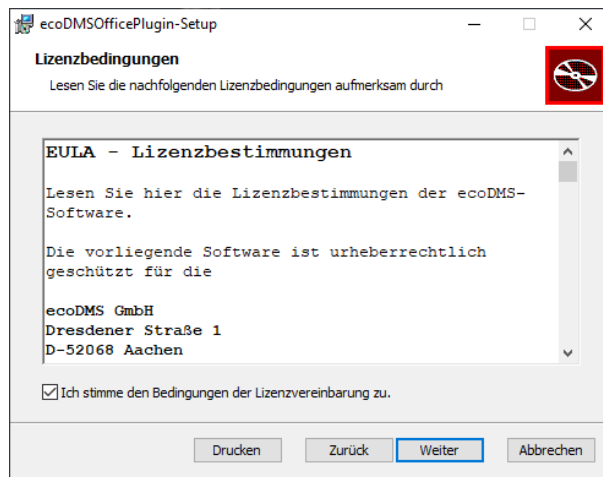 ecoDMSOfficePlugin-Setup
Lizenzbedingungen
Lesen Sie die nachfolgenden Lizenzbedingungen aufmerksam durch
EULA - Lizenzbestimmungen
Lesen Sie hier die Lizenzbestimmungen der ecoDMS-
Software.
Die vorliegende Software ist urheberrechtlich
geschützt für die
ecoDMS GmbH
Dresdener Straße 1
D-52068 Aachen
Ich stimme den Bedingungen der Lizenzvereinbarung zu.
Drucken Zurück Weiter Abbrechen